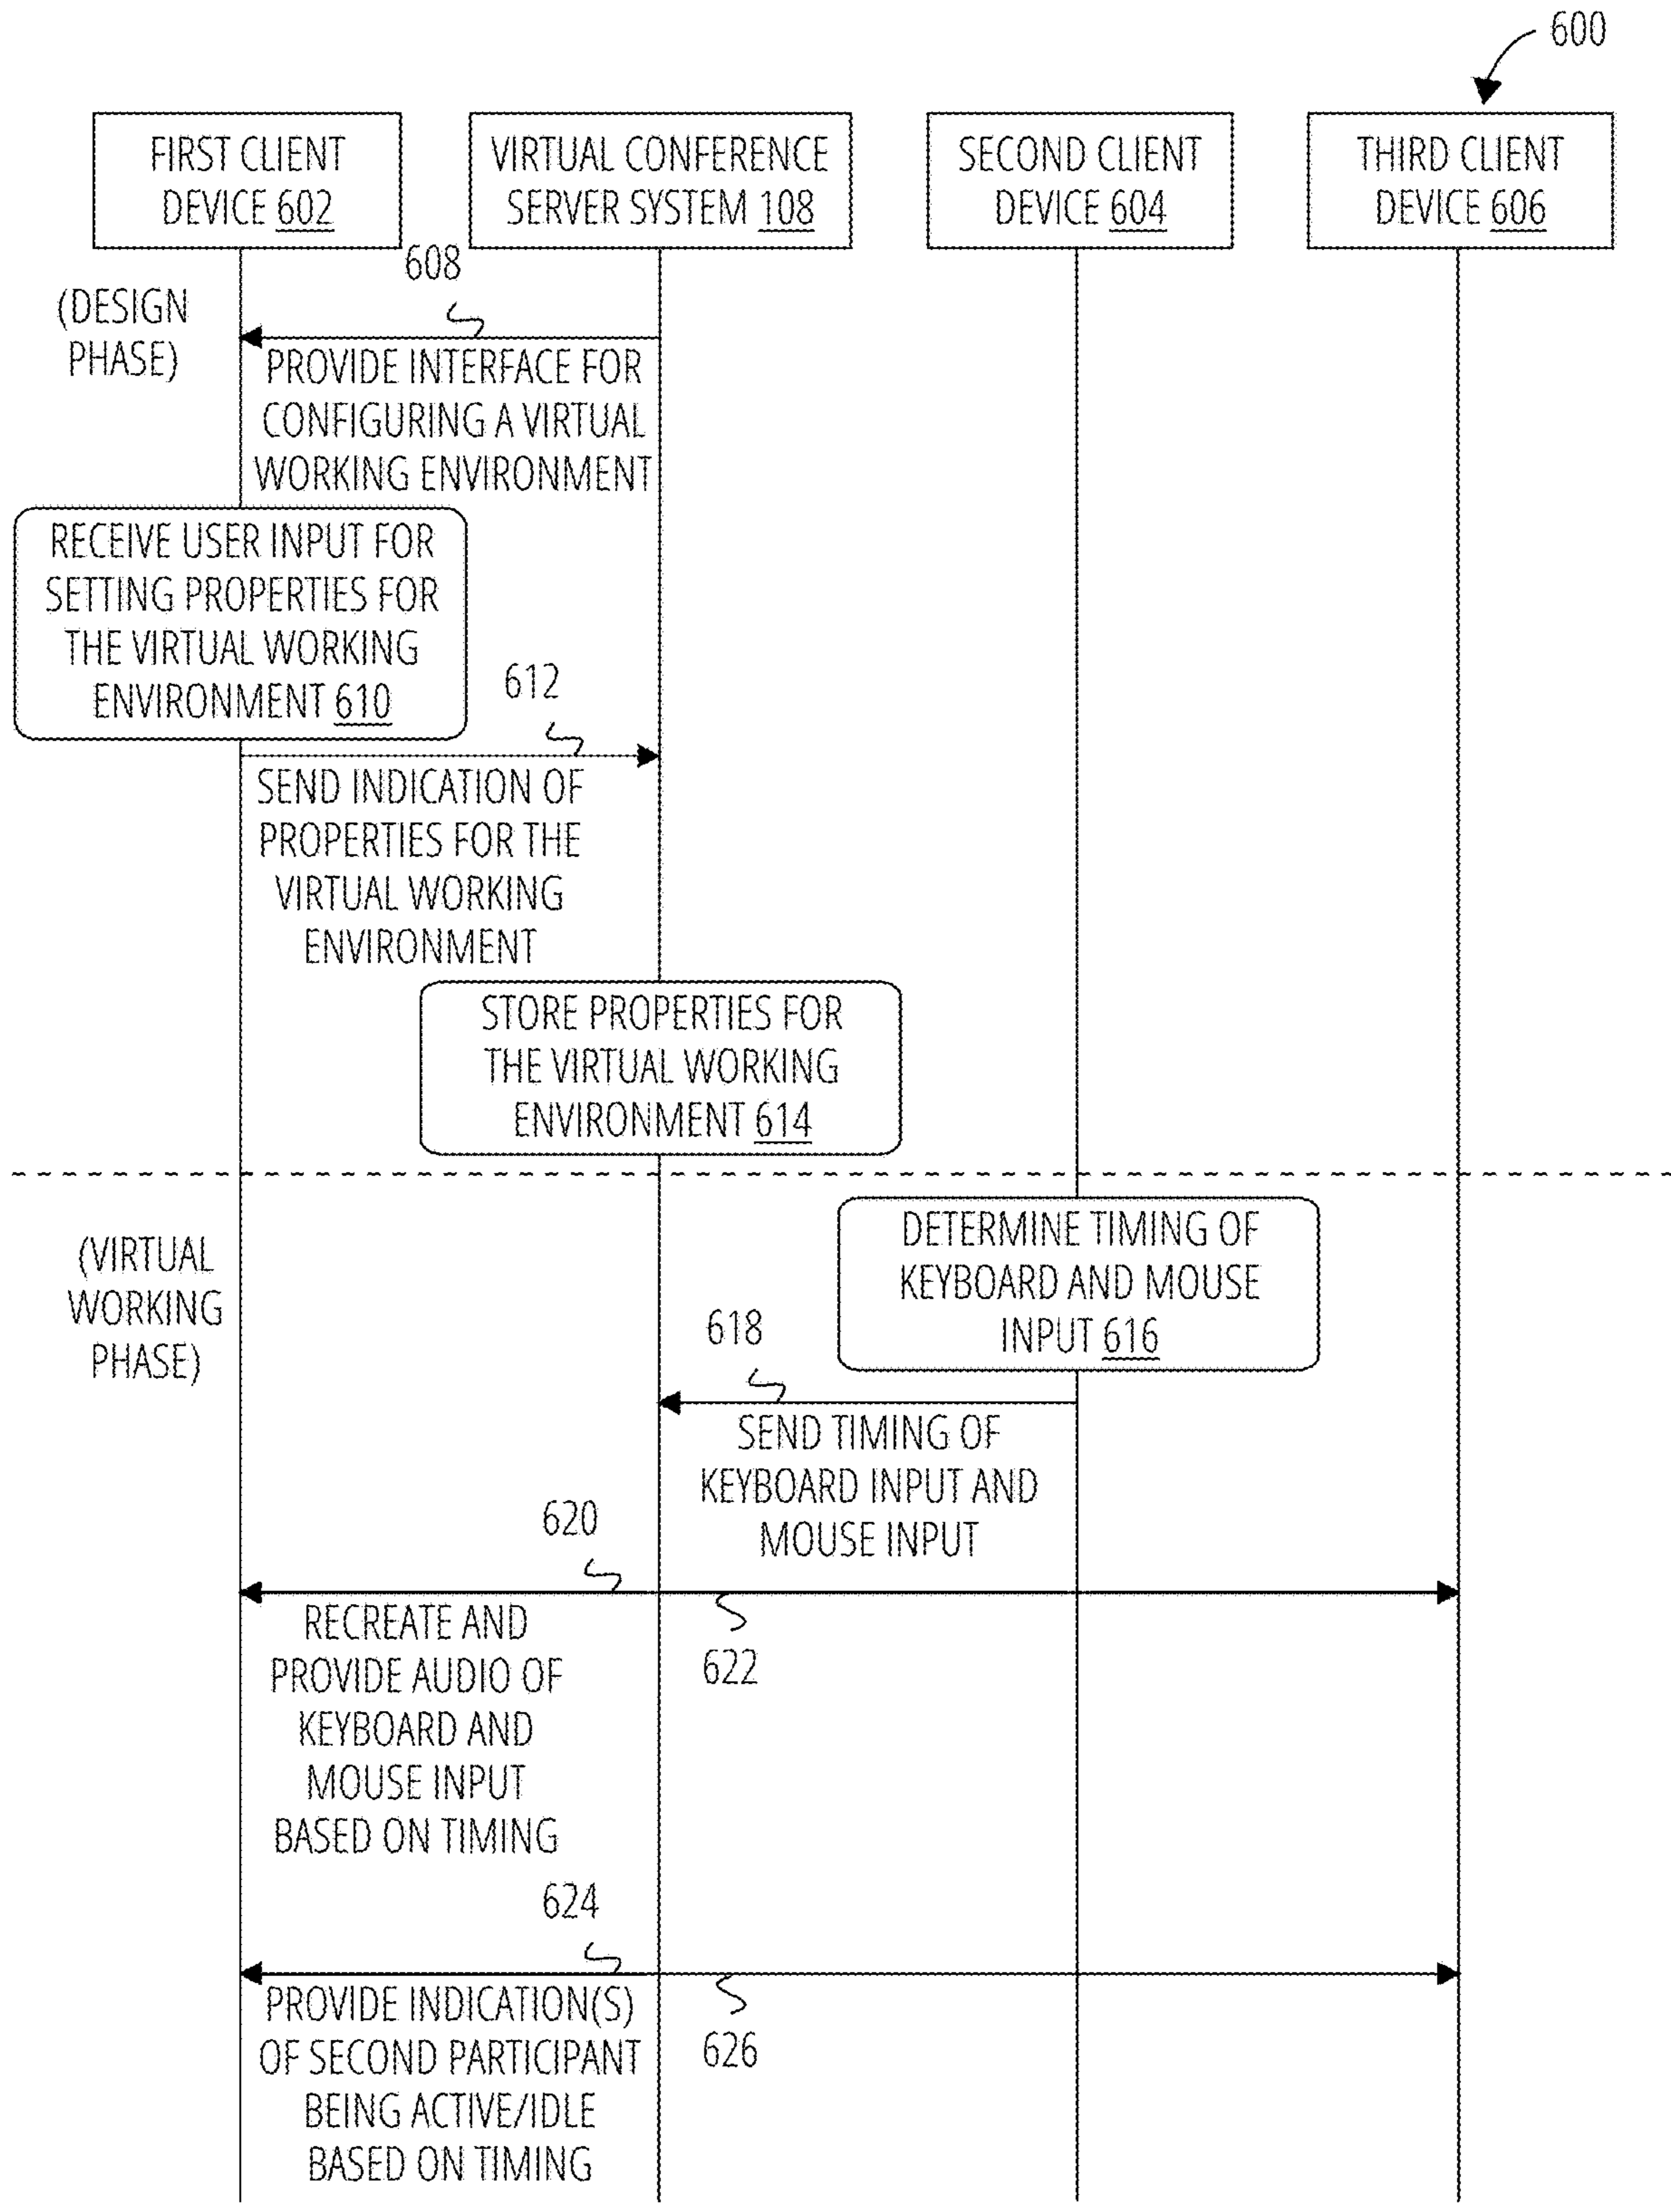 600
FIRST CLIENT
DEVICE 602
VIRTUAL CONFERENCE
SERVER SYSTEM 108
SECOND CLIENT
DEVICE 604
THIRD CLIENT
DEVICE 606
(DESIGN
PHASE)
608
PROVIDE INTERFACE FOR
CONFIGURING A VIRTUAL
WORKING ENVIRONMENT
RECEIVE USER INPUT FOR
SETTING PROPERTIES FOR
THE VIRTUAL WORKING
ENVIRONMENT 610
612
SEND INDICATION OF
PROPERTIES FOR THE
VIRTUAL WORKING
ENVIRONMENT
STORE PROPERTIES FOR
THE VIRTUAL WORKING
ENVIRONMENT 614
(VIRTUAL
WORKING
PHASE)
DETERMINE TIMING OF
KEYBOARD AND MOUSE
INPUT 616
618
SEND TIMING OF
KEYBOARD INPUT AND
MOUSE INPUT
620
622
RECREATE AND
PROVIDE AUDIO OF
KEYBOARD AND
MOUSE INPUT
BASED ON TIMING
624
626
PROVIDE INDICATION(S)
OF SECOND PARTICIPANT
BEING ACTIVE/IDLE
BASED ON TIMING